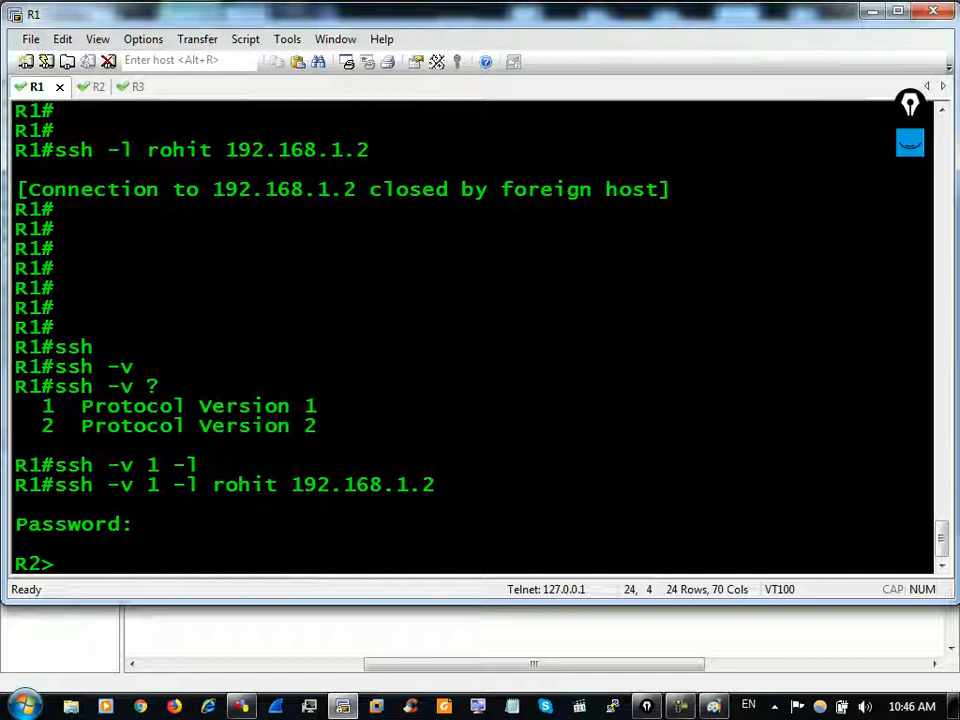 R1
File Edit View Options Transfer Script Tools Window Help
Enter host <Alt+R>
R1 R2 R3
R1#
R1#
R1#ssh -l rohit 192.168.1.2
[Connection to 192.168.1.2 closed by foreign host]
R1#
R1#
R1#
R1#
R1#
R1#
R1#
R1#ssh
R1#ssh -v
R1#ssh -v ?
1 Protocol Version 1
2 Protocol Version 2
R1#ssh -v 1 -l
R1#ssh -v 1 -l rohit 192.168.1.2
Password:
R2>
Ready Telnet: 127.0.0.1 24, 4 24 Rows, 70 Cols VT100 CAP NUM
EN 10:46 AM